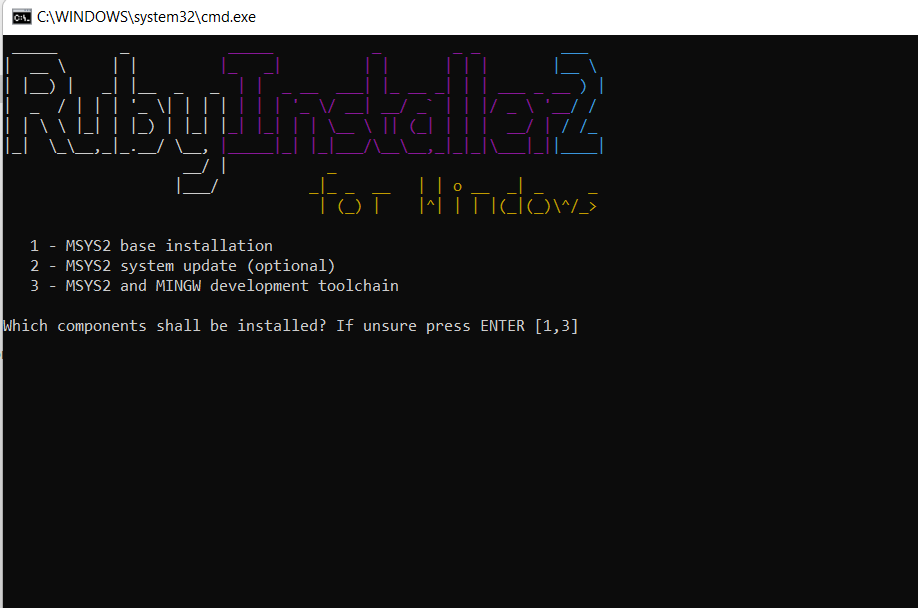 C:\WINDOWS\system32\cmd.exe
RubyInstaller2
for Windows
1 - MSYS2 base installation
2 - MSYS2 system update (optional)
3 - MSYS2 and MINGW development toolchain
Which components shall be installed? If unsure press ENTER [1,3]